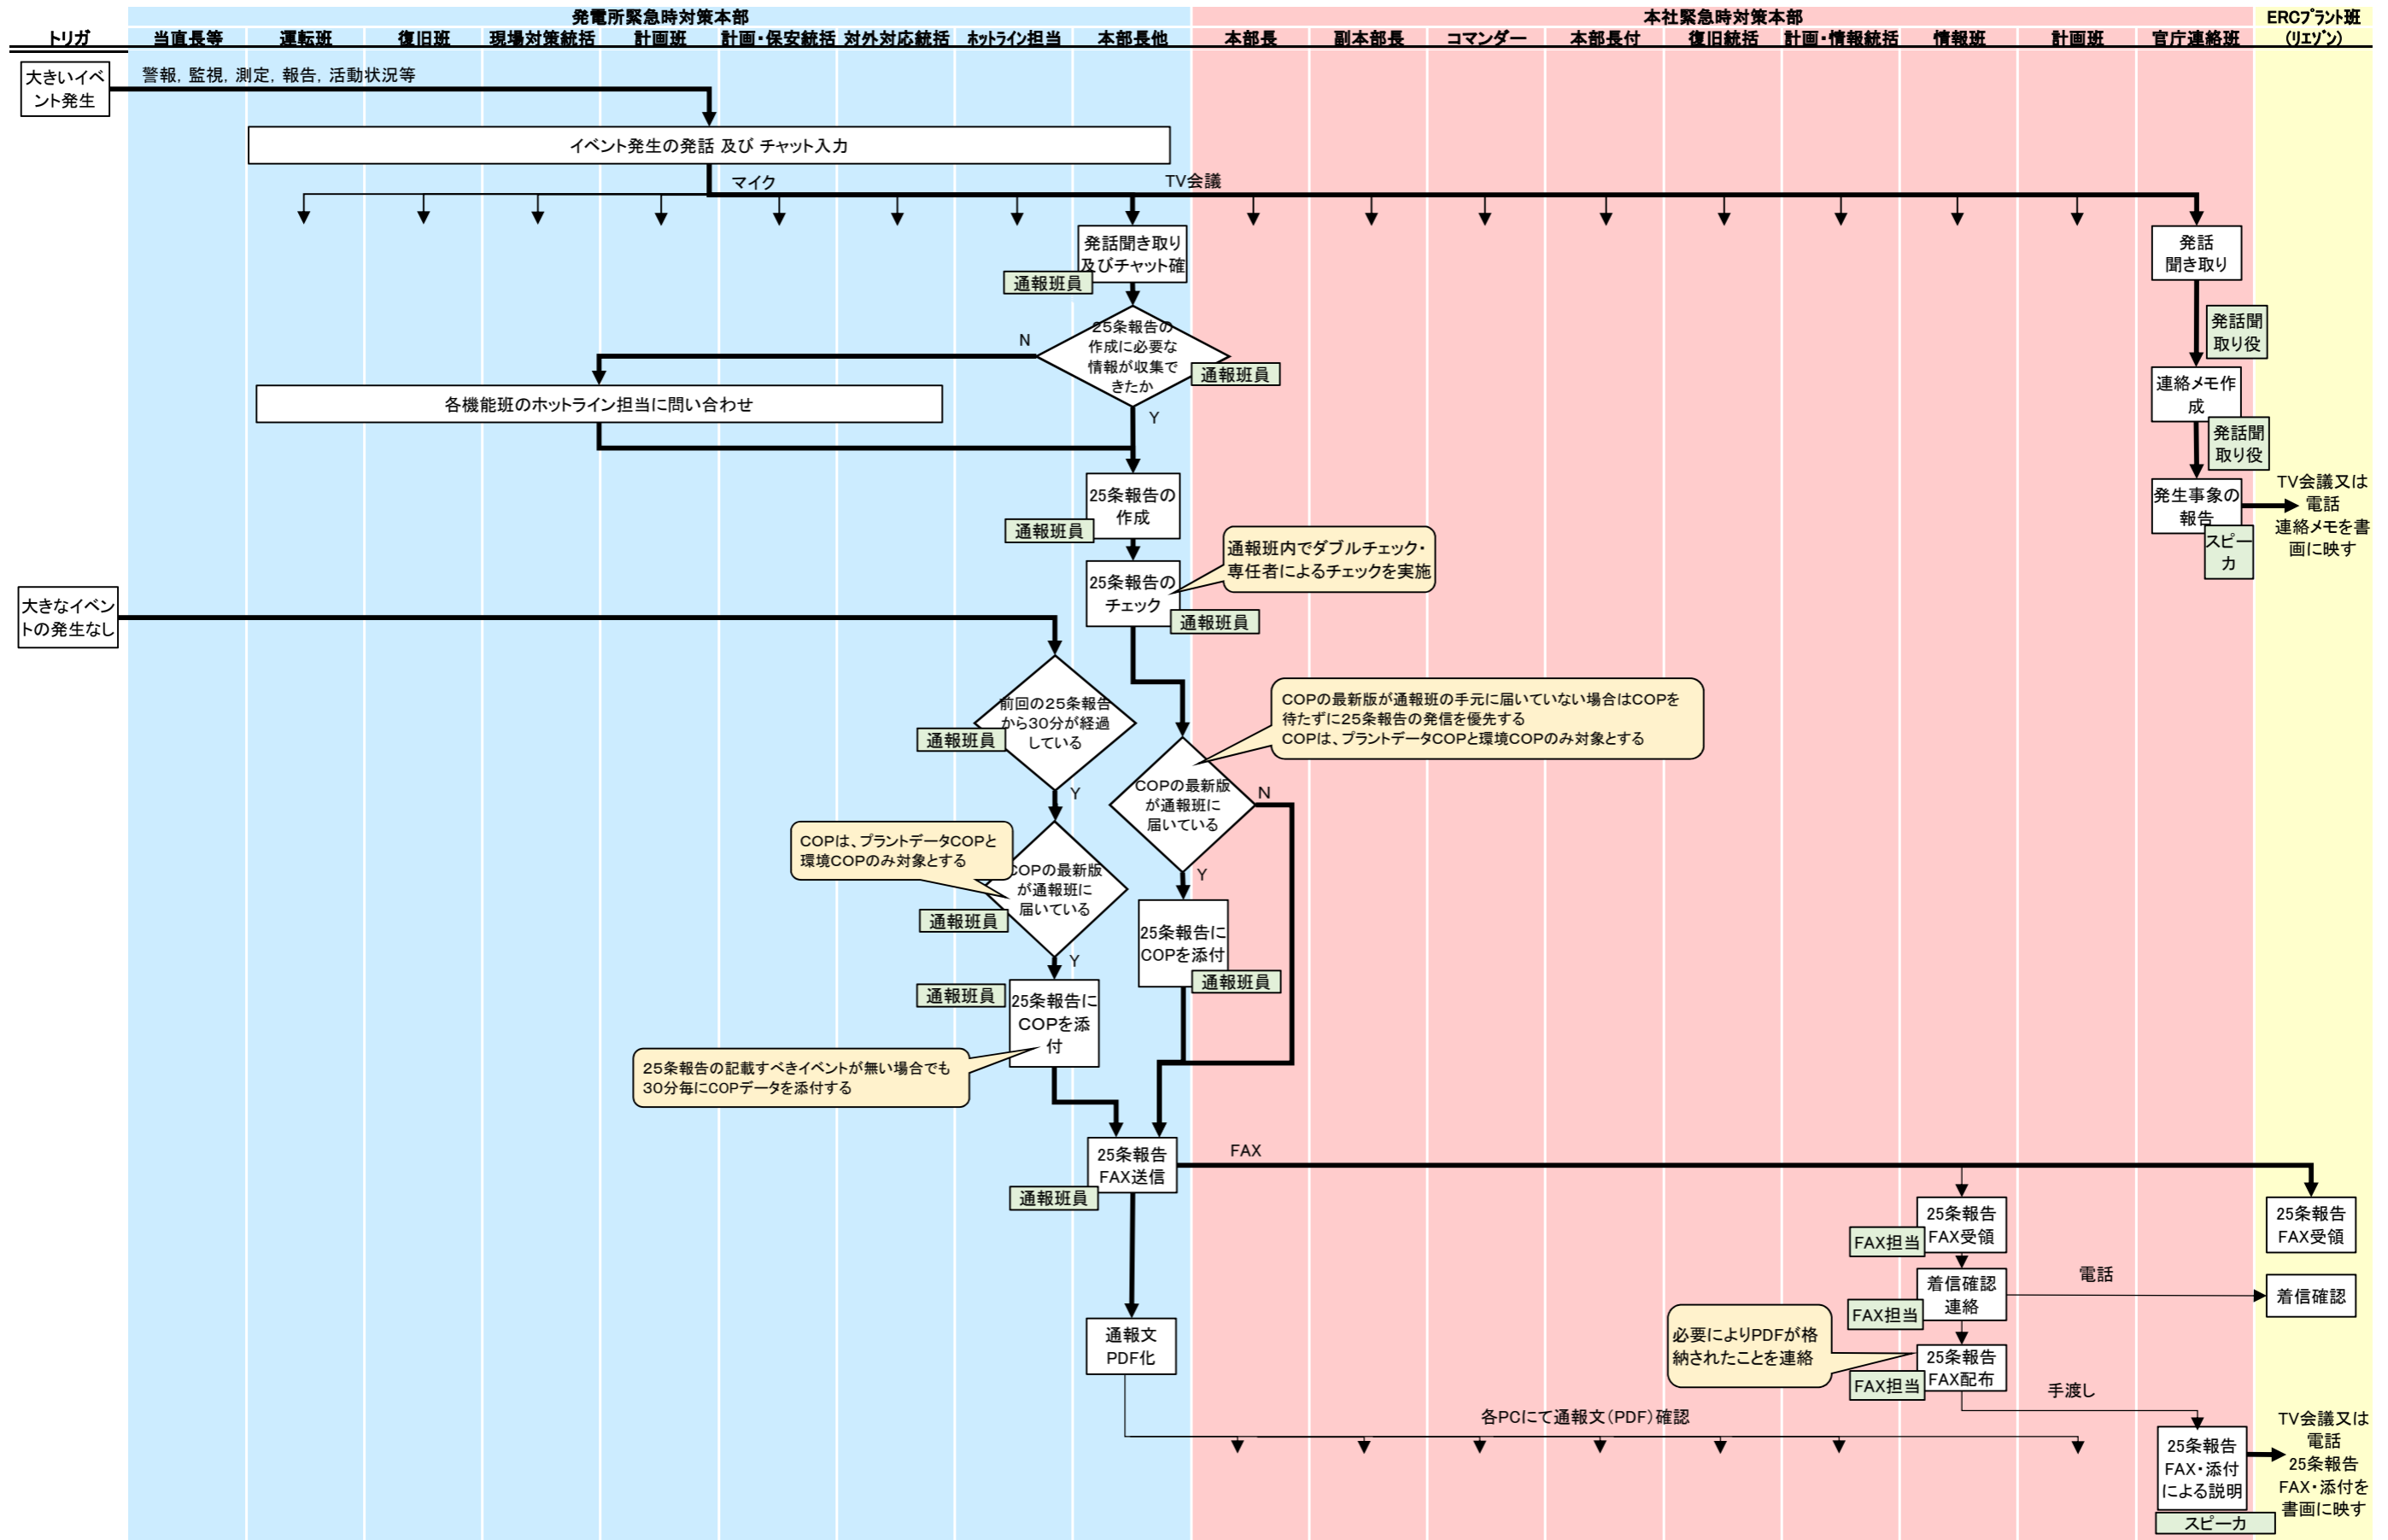 発電所緊急時対策本部
本社緊急時対策本部
ERCﾌﾟﾗﾝﾄ班
(ﾘｴｿﾞﾝ)
トリガ
当直長等
運転班
復旧班
現場対策統括
計画班
計画・保安統括
対外対応統括
ﾎｯﾄﾗｲﾝ担当
本部長他
本部長
副本部長
コマンダー
本部長付
復旧統括
計画・情報統括
情報班
計画班
官庁連絡班
大きいイベ
ント発生
警報, 監視, 測定, 報告, 活動状況等
イベント発生の発話 及び チャット入力
マイク
TV会議
発話聞き取り
及びチャット確
通報班員
発話
聞き取り
発話聞
取り役
25条報告の
作成に必要な
情報が収集で
きたか
N
Y
通報班員
各機能班のホットライン担当に問い合わせ
連絡メモ作
成
発話聞
取り役
25条報告の
作成
通報班員
発生事象の
報告
スピー
カ
TV会議又は
電話
連絡メモを書
画に映す
通報班内でダブルチェック・
専任者によるチェックを実施
25条報告の
チェック
通報班員
大きなイベン
トの発生なし
前回の25条報告
から30分が経過
している
通報班員
Y
COPの最新版が通報班の手元に届いていない場合はCOPを
待たずに25条報告の発信を優先する
COPは、プラントデータCOPと環境COPのみ対象とする
COPの最新版
が通報班に
届いている
N
Y
COPは、プラントデータCOPと
環境COPのみ対象とする
COPの最新版
が通報班に
届いている
通報班員
Y
25条報告に
COPを添付
通報班員
通報班員
25条報告に
COPを添
付
25条報告の記載すべきイベントが無い場合でも
30分毎にCOPデータを添付する
25条報告
FAX送信
通報班員
FAX
25条報告
FAX受領
FAX担当
25条報告
FAX受領
着信確認
連絡
FAX担当
電話
着信確認
通報文
PDF化
必要によりPDFが格
納されたことを連絡
25条報告
FAX配布
FAX担当
手渡し
各PCにて通報文(PDF)確認
25条報告
FAX・添付
による説明
スピーカ
TV会議又は
電話
25条報告
FAX・添付を
書画に映す